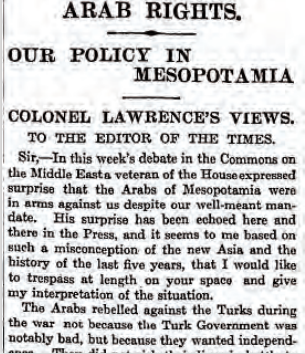 ARAB RIGHTS.
OUR POLICY IN
MESOPOTAMIA
COLONEL LAWRENCE'S VIEWS.
TO THE EDITOR OF THE TIMES.
Sir,—In this week's debate in the Commons on
the Middle East a veteran of the House expressed
surprise that the Arabs of Mesopotamia were
in arms against us despite our well-meant man-
date. His surprise has been echoed here and
there in the Press, and it seems to me based on
such a misconception of the new Asia and the
history of the last five years, that I would like
to trespass at length on your space and give
my interpretation of the situation.
The Arabs rebelled against the Turks during
the war not because the Turk Government was
notably bad, but because they wanted independ-